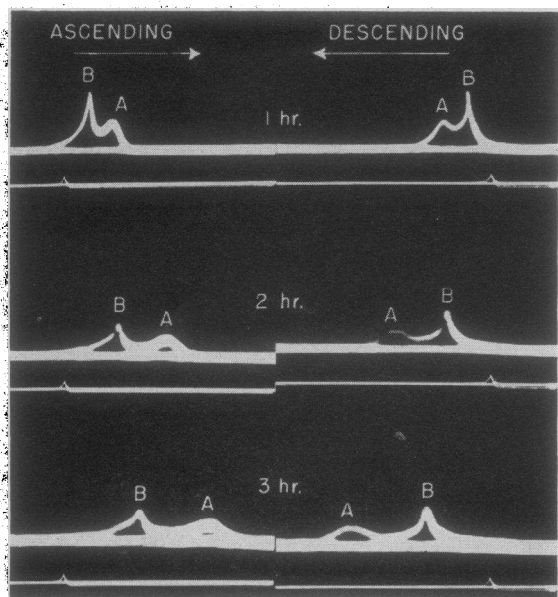 ASCENDING DESCENDING
B A A B
1 hr.
2 hr.
B A A B
3 hr.
B A A B